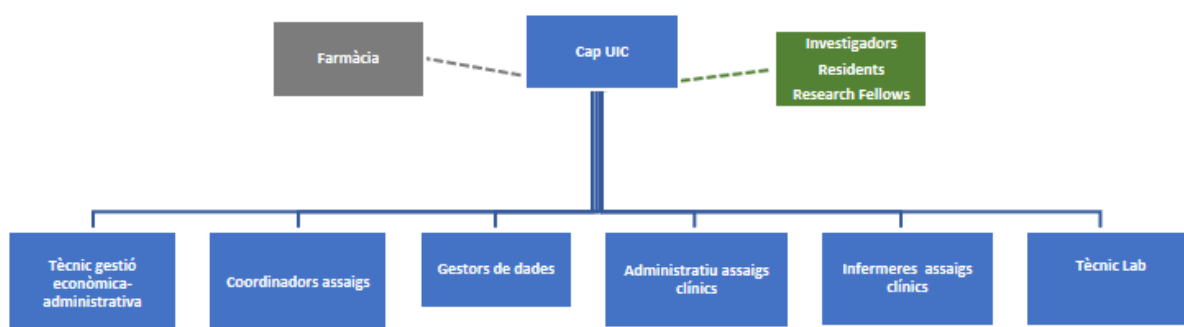 Farmàcia
Cap UIC
Investigadors
Residents
Research Fellows
Tècnic gestió
econòmica-
administrativa
Coordinadors assaigs
Gestors de dades
Administratiu assaigs
clínics
Infermeres assaigs
clínics
Tècnic Lab